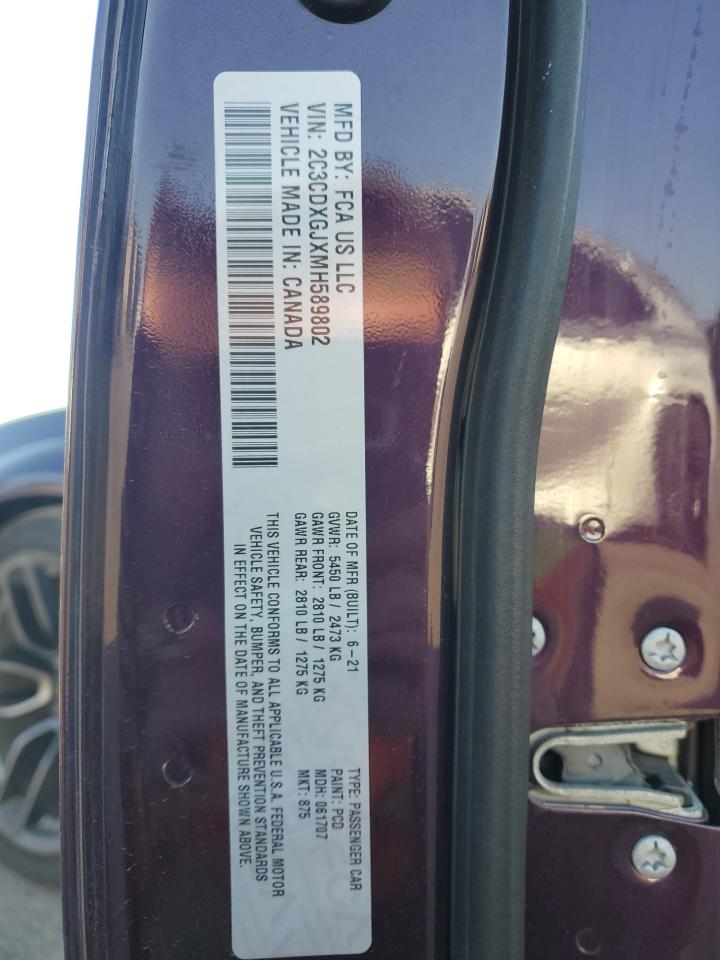 MFD BY: FCA US LLC
VIN: 2C3CDXGJXMH589802
VEHICLE MADE IN: CANADA
DATE OF MFR (BUILT): 6-21
GVWR: 5450 LB / 2473 KG
GAWR FRONT: 2810 LB / 1275 KG
GAWR REAR: 2810 LB / 1275 KG
TYPE: PASSENGER CAR
PAINT: PCD
MDH: 061707
MKT: 875
THIS VEHICLE CONFORMS TO ALL APPLICABLE U.S.A. FEDERAL MOTOR
VEHICLE SAFETY, BUMPER, AND THEFT PREVENTION STANDARDS
IN EFFECT ON THE DATE OF MANUFACTURE SHOWN ABOVE.